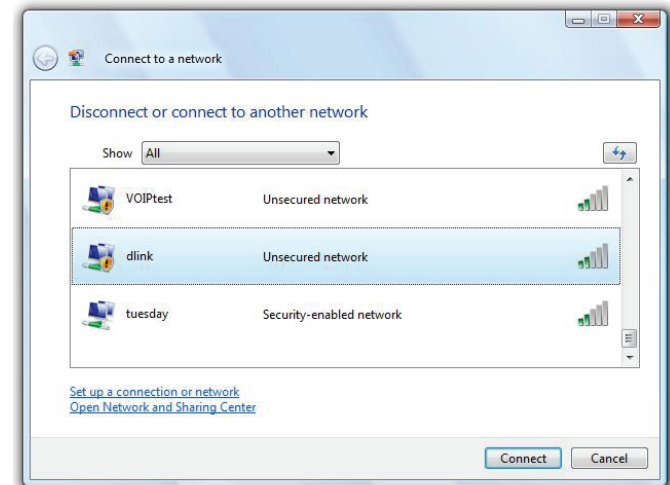 Connect to a network
Disconnect or connect to another network
Show All
VOIPtest Unsecured network
dlink Unsecured network
tuesday Security-enabled network
Set up a connection or network
Open Network and Sharing Center
Connect Cancel